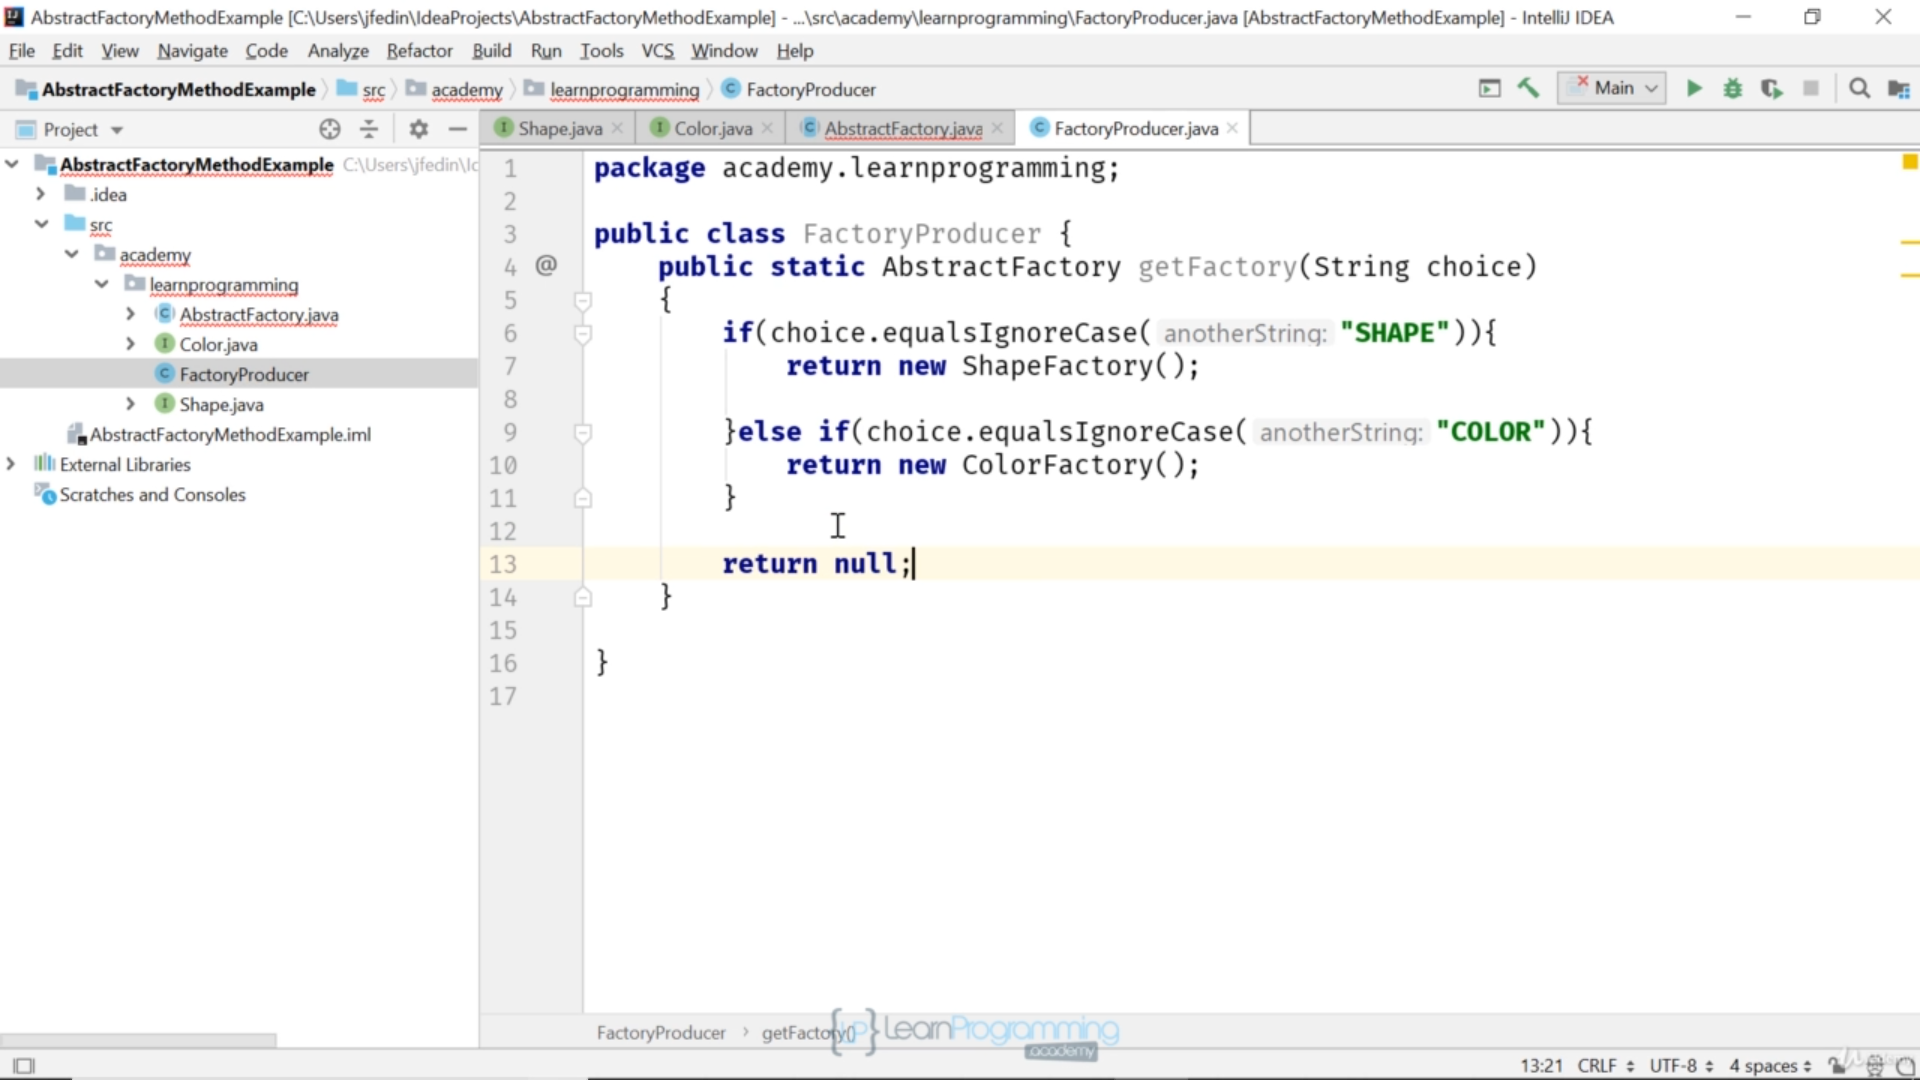 AbstractFactoryMethodExample [C:\Users\jfedin\IdeaProjects\AbstractFactoryMethodExample] - ...\src\academy\learnprogramming\FactoryProducer.java [AbstractFactoryMethodExample] - IntelliJ IDEA
File Edit View Navigate Code Analyze Refactor Build Run Tools VCS Window Help
AbstractFactoryMethodExample src academy learnprogramming FactoryProducer Main
Project
Shape.java Color.java AbstractFactory.java FactoryProducer.java
AbstractFactoryMethodExample C:\Users\jfedin\Id
.idea
src
academy
learnprogramming
AbstractFactory.java
Color.java
FactoryProducer
Shape.java
AbstractFactoryMethodExample.iml
External Libraries
Scratches and Consoles
1 package academy.learnprogramming;
2
3 public class FactoryProducer {
4 @ public static AbstractFactory getFactory(String choice)
5 {
6 if(choice.equalsIgnoreCase( anotherString: "SHAPE")){
7 return new ShapeFactory();
8
9 }else if(choice.equalsIgnoreCase( anotherString: "COLOR")){
10 return new ColorFactory();
11 }
12
13 return null;
14 }
15
16 }
17
FactoryProducer › getFactory()
LearnProgramming
.academy
13:21 CRLF UTF-8 4 spaces